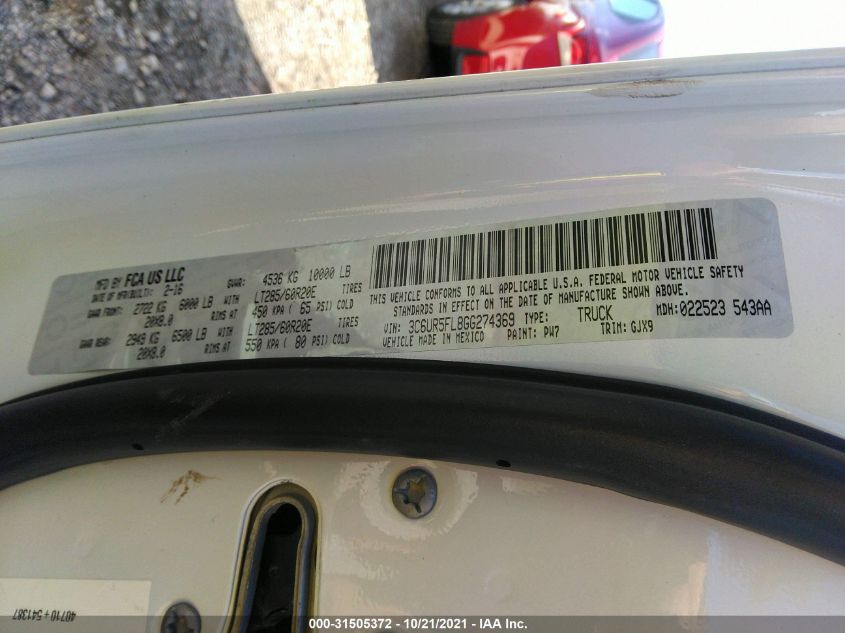 MFD BY FCA US LLC
DATE OF MFR(BUILT): 2-16 GVWR: 4536 KG 10000 LB
GAWR FRONT: 2722 KG 6000 LB WITH LT285/60R20E TIRES
20X8.0 RIMS AT 450 KPA ( 65 PSI) COLD
GAWR REAR: 2949 KG 6500 LB WITH LT285/60R20E TIRES
20X8.0 RIMS AT 550 KPA ( 80 PSI) COLD
THIS VEHICLE CONFORMS TO ALL APPLICABLE U.S.A. FEDERAL MOTOR VEHICLE SAFETY
STANDARDS IN EFFECT ON THE DATE OF MANUFACTURE SHOWN ABOVE.
VIN: 3C6UR5FL8GG274369 TYPE: TRUCK MDH: 022523 543AA
VEHICLE MADE IN MEXICO PAINT: PW7 TRIM: GJX9
40710+541387
000-31505372 - 10/21/2021 - IAA Inc.